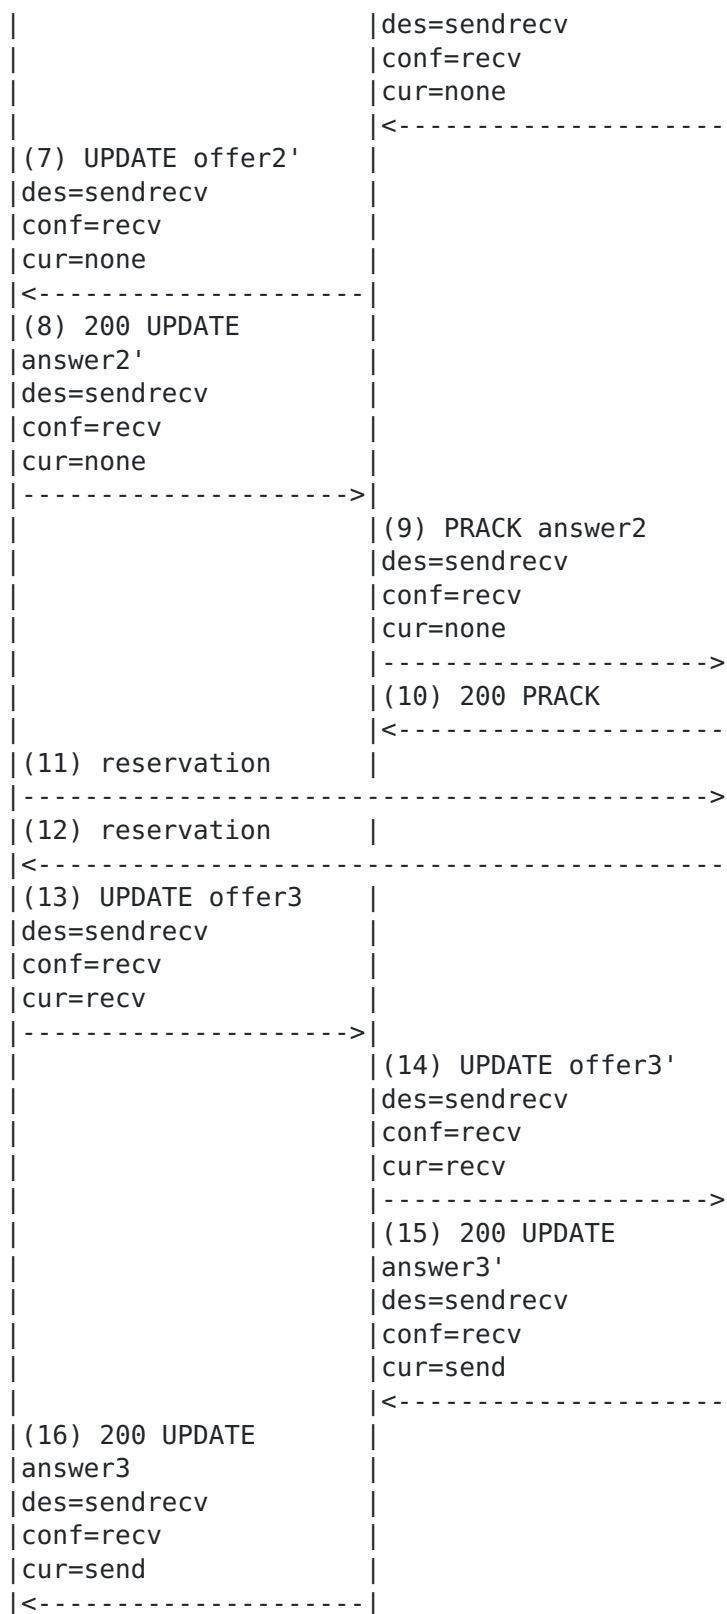 |                      |des=sendrecv
|                      |conf=recv
|                      |cur=none
|                      |<---------------------
|(7) UPDATE offer2'    |
|des=sendrecv          |
|conf=recv             |
|cur=none              |
|<---------------------|
|(8) 200 UPDATE        |
|answer2'              |
|des=sendrecv          |
|conf=recv             |
|cur=none              |
|--------------------->|
|                      |(9) PRACK answer2
|                      |des=sendrecv
|                      |conf=recv
|                      |cur=none
|                      |--------------------->
|                      |(10) 200 PRACK
|                      |<---------------------
|(11) reservation      |
|-------------------------------------------->
|(12) reservation      |
|<--------------------------------------------
|(13) UPDATE offer3    |
|des=sendrecv          |
|conf=recv             |
|cur=recv              |
|--------------------->|
|                      |(14) UPDATE offer3'
|                      |des=sendrecv
|                      |conf=recv
|                      |cur=recv
|                      |--------------------->
|                      |(15) 200 UPDATE
|                      |answer3'
|                      |des=sendrecv
|                      |conf=recv
|                      |cur=send
|                      |<---------------------
|(16) 200 UPDATE       |
|answer3               |
|des=sendrecv          |
|conf=recv             |
|cur=send              |
|<---------------------|